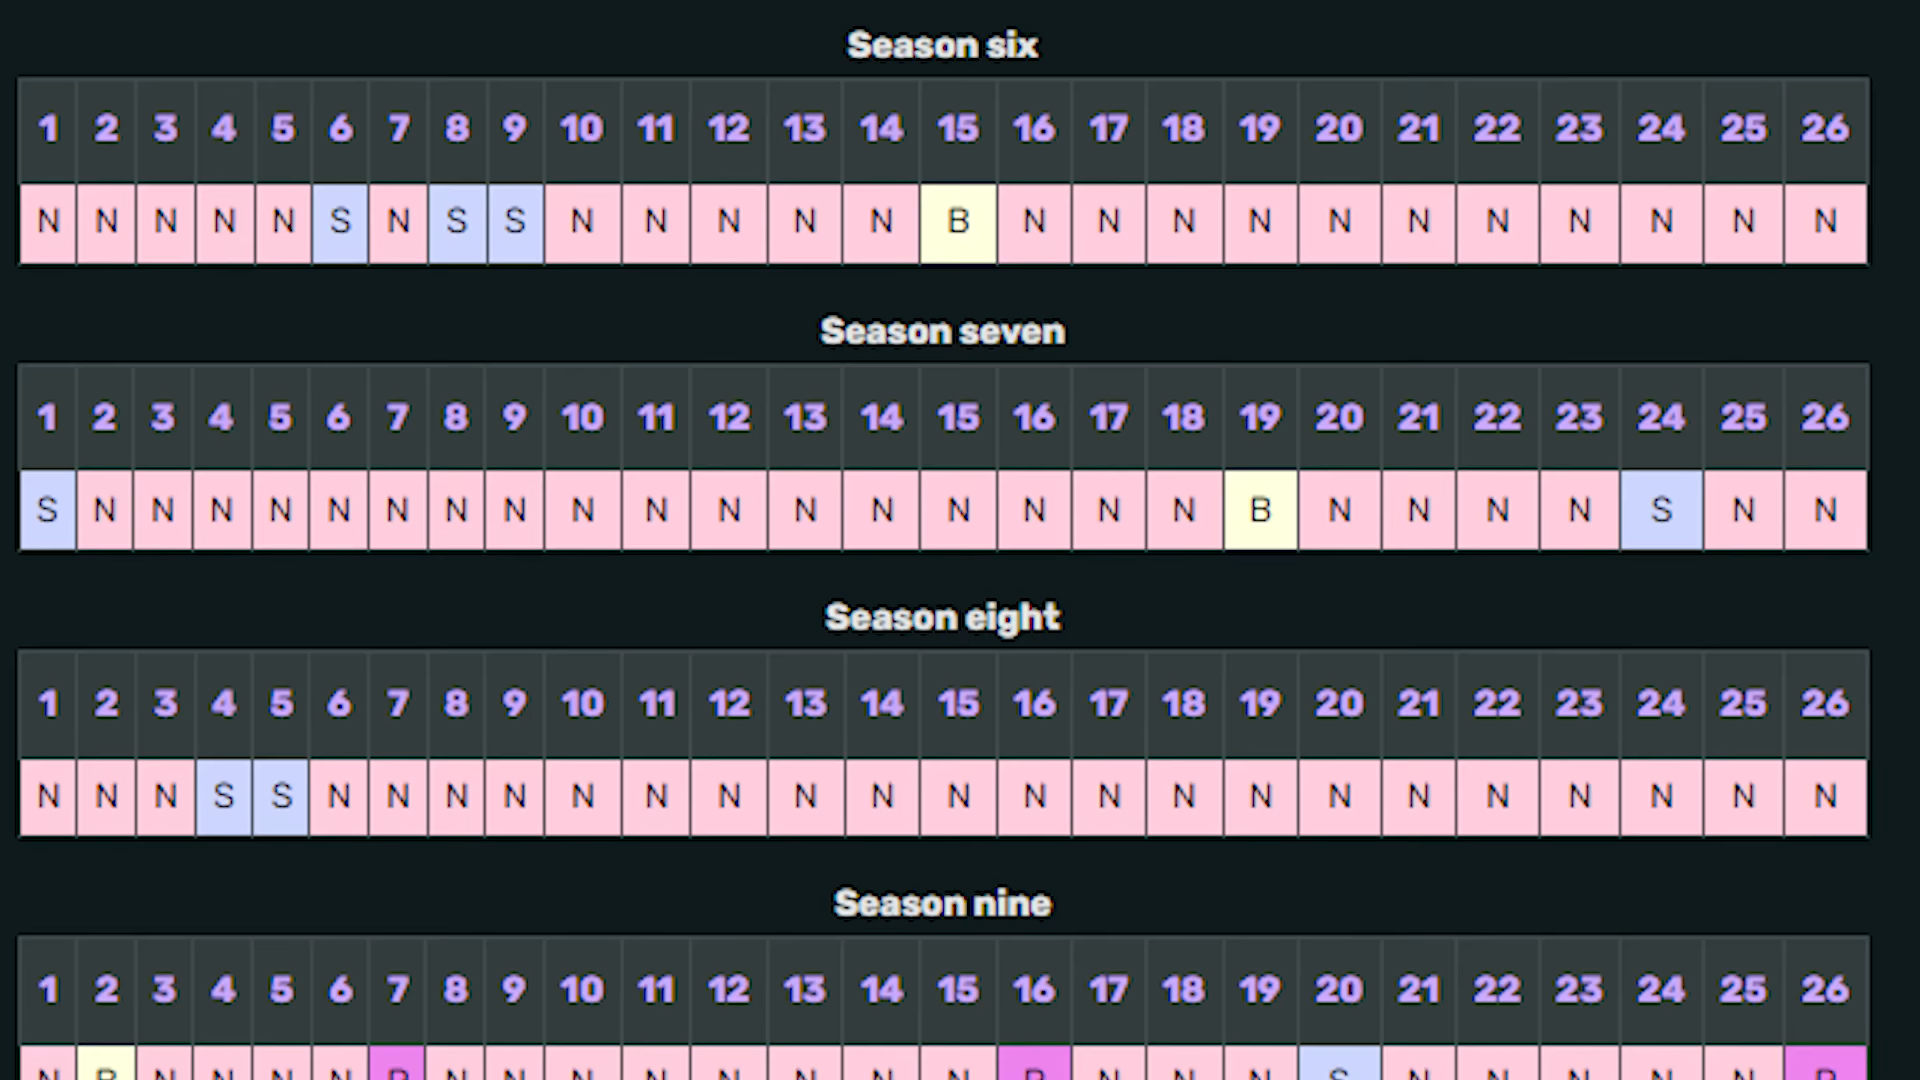 Season six
1 2 3 4 5 6 7 8 9 10 11 12 13 14 15 16 17 18 19 20 21 22 23 24 25 26
N N N N N S N S S N N N N N B N N N N N N N N N N N
Season seven
1 2 3 4 5 6 7 8 9 10 11 12 13 14 15 16 17 18 19 20 21 22 23 24 25 26
S N N N N N N N N N N N N N N N N N B N N N N S N N
Season eight
1 2 3 4 5 6 7 8 9 10 11 12 13 14 15 16 17 18 19 20 21 22 23 24 25 26
N N N S S N N N N N N N N N N N N N N N N N N N N N
Season nine
1 2 3 4 5 6 7 8 9 10 11 12 13 14 15 16 17 18 19 20 21 22 23 24 25 26